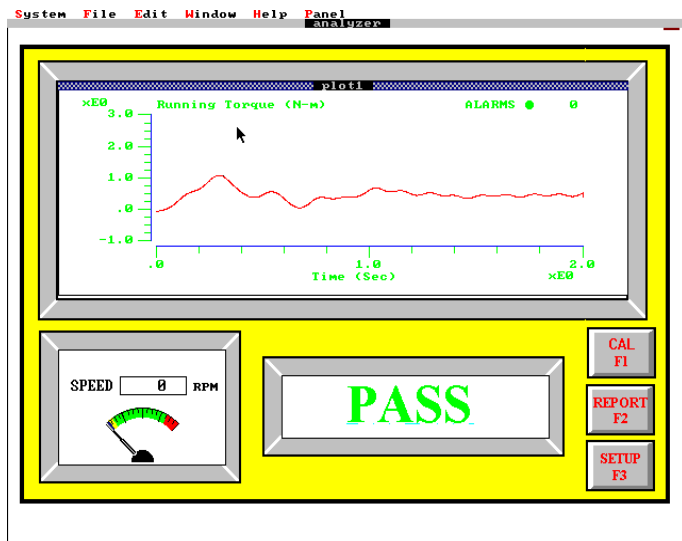 System File Edit Window Help Panel
analyzer
plot1
xE0 Running Torque (N-m) ALARMS 0
3.0
2.0
1.0
.0
-1.0
.0 1.0 2.0
Time (Sec) xE0
SPEED 0 RPM
PASS
CAL
F1
REPORT
F2
SETUP
F3